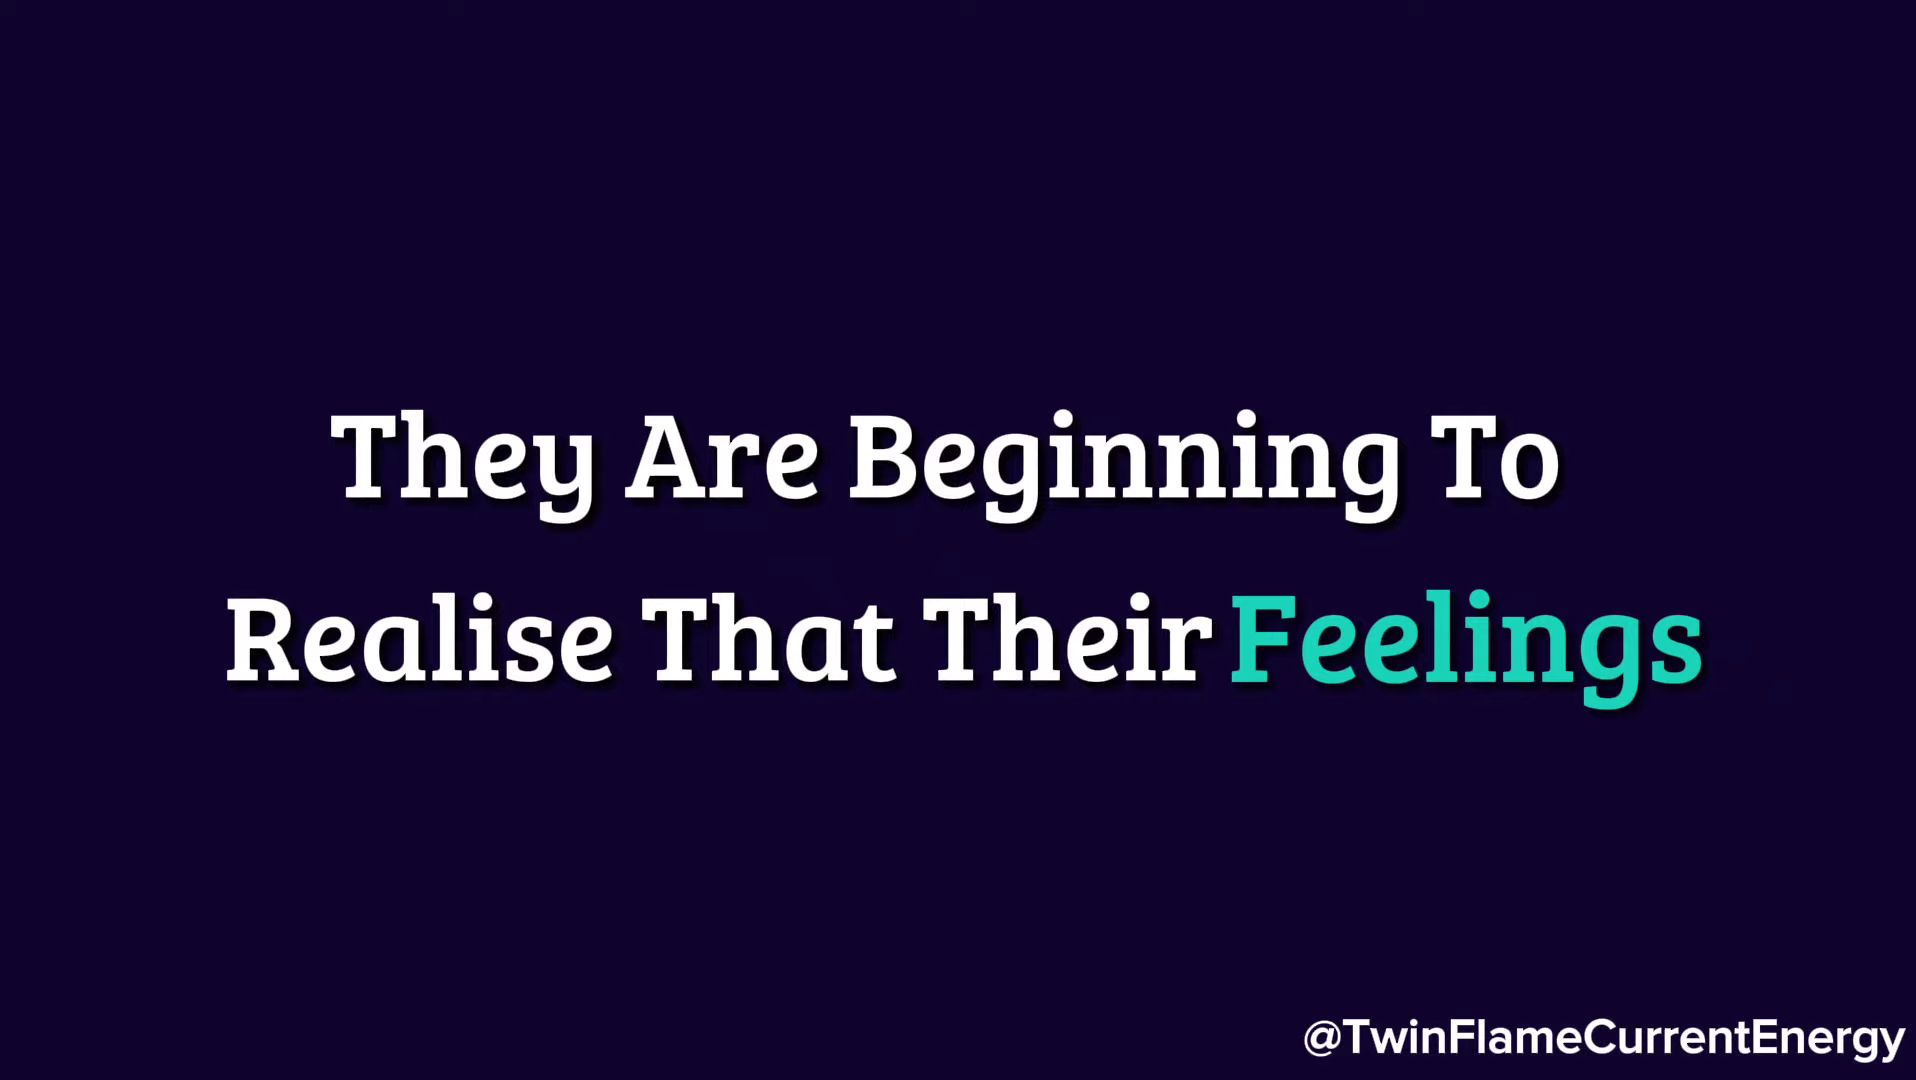 They Are Beginning To
Realise That Their Feelings
@TwinFlameCurrentEnergy